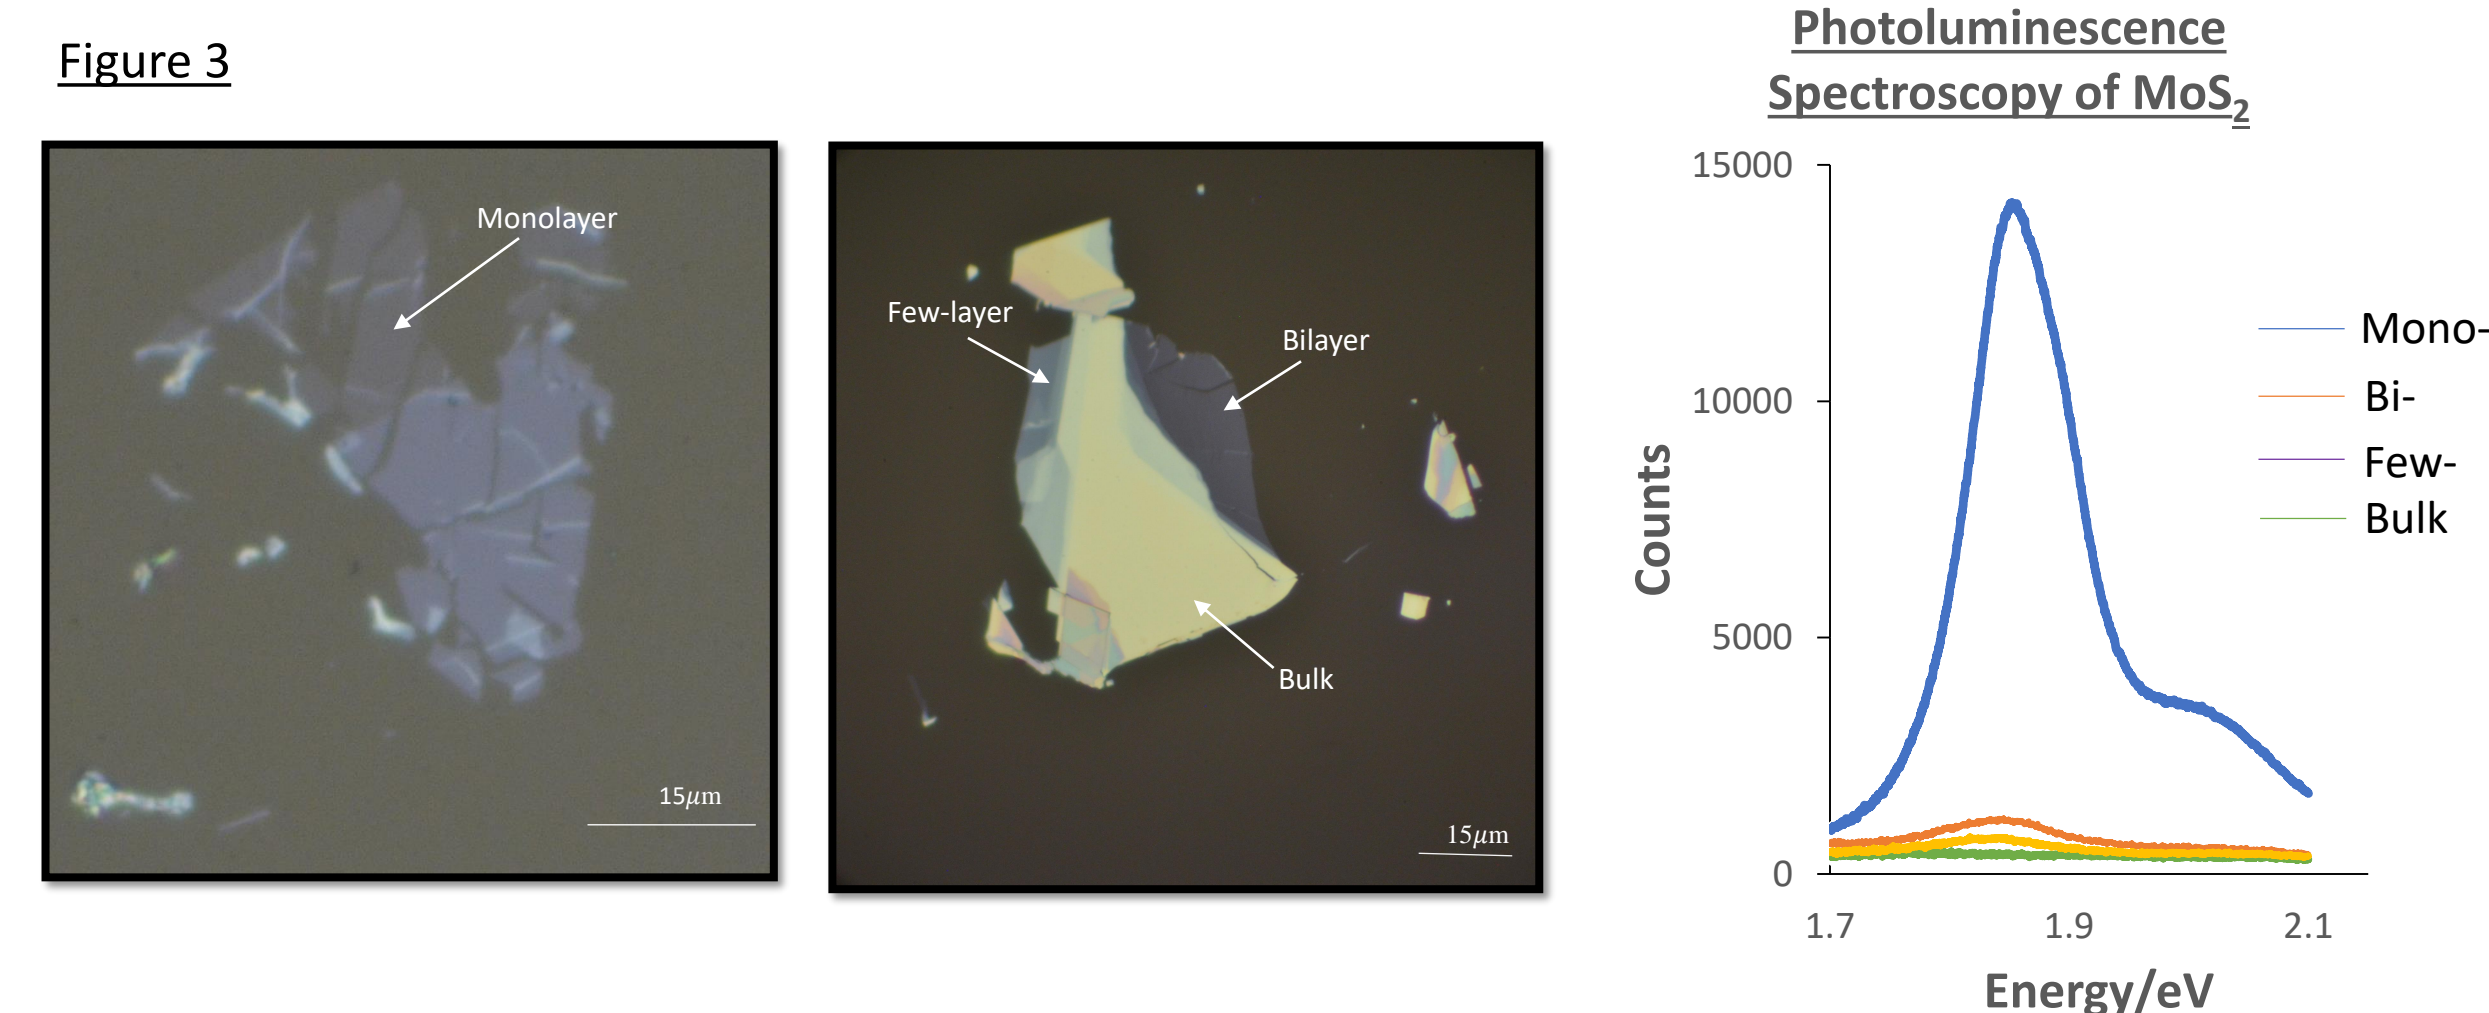 Figure 3
Monolayer
15μm
Few-layer
Bilayer
Bulk
15μm
Photoluminescence
Spectroscopy of MoS₂
15000
10000
5000
0
Counts
1.7
1.9
2.1
Energy/eV
Mono-
Bi-
Few-
Bulk